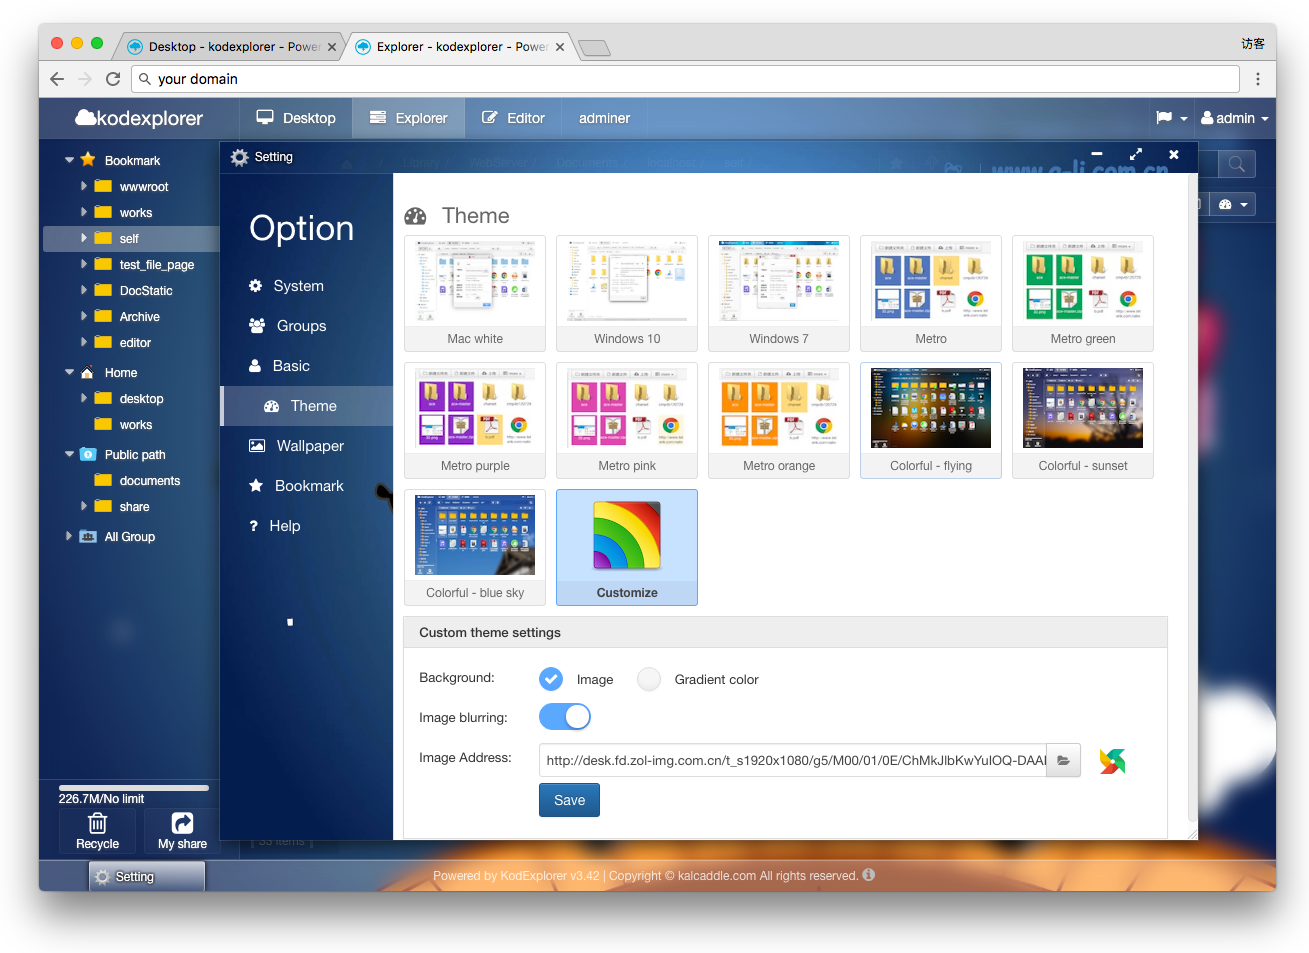 Desktop - kodexplorer - Power
Explorer - kodexplorer - Power
访客
your domain
kodexplorer
Desktop
Explorer
Editor
adminer
admin
Bookmark
wwwroot
works
self
test_file_page
DocStatic
Archive
editor
Home
desktop
works
Public path
documents
share
All Group
226.7M/No limit
Recycle
My share
Setting
Option
System
Groups
Basic
Theme
Wallpaper
Bookmark
Help
Theme
Mac white
Windows 10
Windows 7
Metro
Metro green
Metro purple
Metro pink
Metro orange
Colorful - flying
Colorful - sunset
Colorful - blue sky
Customize
Custom theme settings
Background:
Image
Gradient color
Image blurring:
Image Address:
http://desk.fd.zol-img.com.cn/t_s1920x1080/g5/M00/01/0E/ChMkJlbKwYuIOQ-DAAI
Save
33 items
Setting
Powered by KodExplorer v3.42 | Copyright © kalcaddle.com All rights reserved.